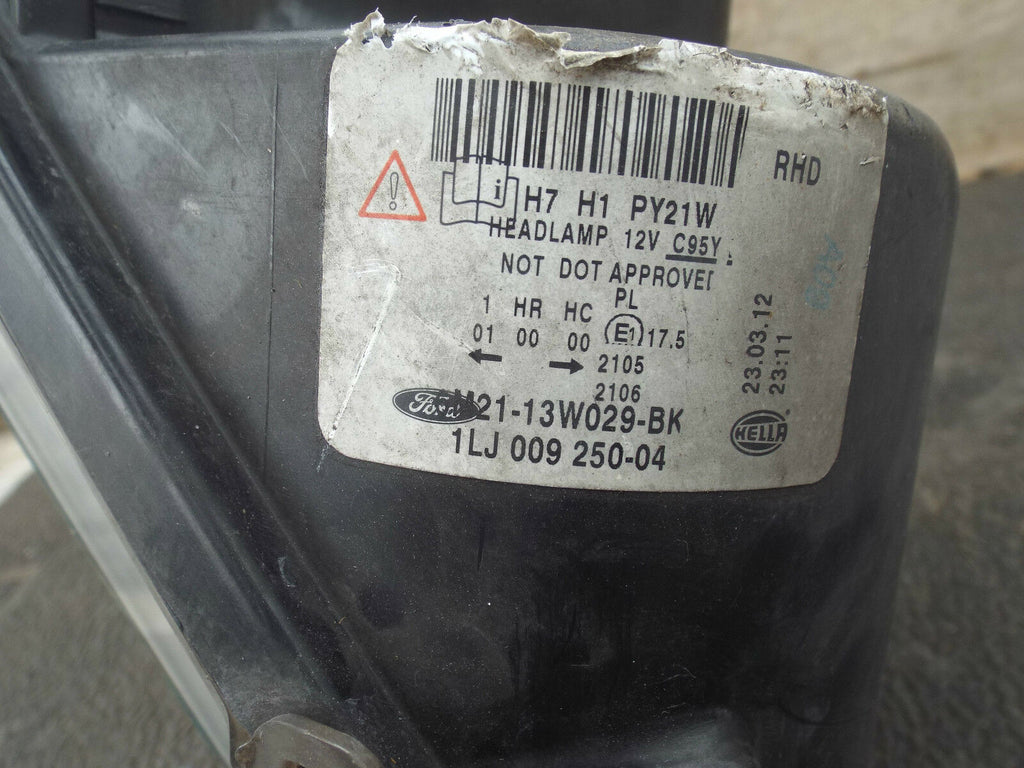 RHD
H7 H1 PY21W
HEADLAMP 12V C95Y
NOT DOT APPROVED
PL
1 HR HC
01 00 00 E1 17.5
2105
2106
23.03.12
23:11
Ford
21-13W029-BK
HELLA
1LJ 009 250-04